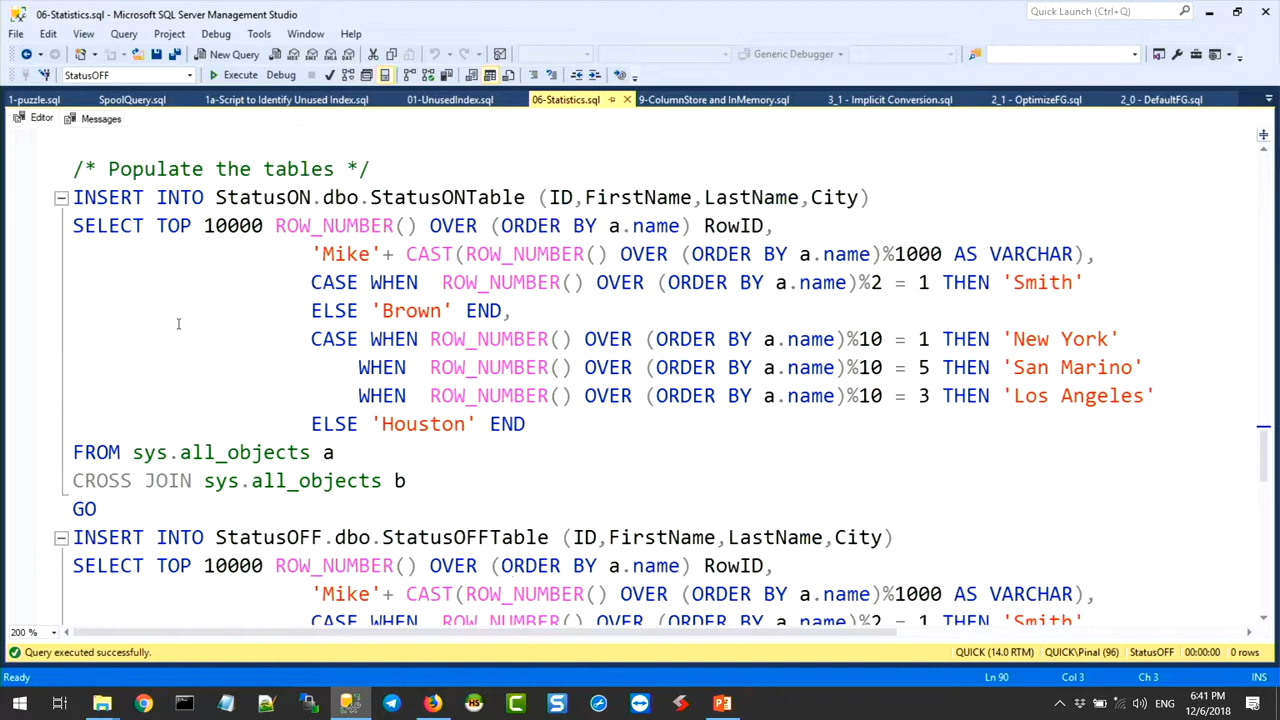 06-Statistics.sql - Microsoft SQL Server Management Studio
Quick Launch (Ctrl+Q)
File Edit View Query Project Debug Tools Window Help
New Query
Generic Debugger
StatusOFF
Execute Debug
1-puzzle.sql SpoolQuery.sql 1a-Script to Identify Unused Index.sql 01-UnusedIndex.sql 06-Statistics.sql 9-ColumnStore and InMemory.sql 3_1 - Implicit Conversion.sql 2_1 - OptimizeFG.sql 2_0 - DefaultFG.sql
Editor Messages
/* Populate the tables */
INSERT INTO StatusON.dbo.StatusONTable (ID,FirstName,LastName,City)
SELECT TOP 10000 ROW_NUMBER() OVER (ORDER BY a.name) RowID,
'Mike'+ CAST(ROW_NUMBER() OVER (ORDER BY a.name)%1000 AS VARCHAR),
CASE WHEN ROW_NUMBER() OVER (ORDER BY a.name)%2 = 1 THEN 'Smith'
ELSE 'Brown' END,
CASE WHEN ROW_NUMBER() OVER (ORDER BY a.name)%10 = 1 THEN 'New York'
WHEN ROW_NUMBER() OVER (ORDER BY a.name)%10 = 5 THEN 'San Marino'
WHEN ROW_NUMBER() OVER (ORDER BY a.name)%10 = 3 THEN 'Los Angeles'
ELSE 'Houston' END
FROM sys.all_objects a
CROSS JOIN sys.all_objects b
GO
INSERT INTO StatusOFF.dbo.StatusOFFTable (ID,FirstName,LastName,City)
SELECT TOP 10000 ROW_NUMBER() OVER (ORDER BY a.name) RowID,
'Mike'+ CAST(ROW_NUMBER() OVER (ORDER BY a.name)%1000 AS VARCHAR),
CASE WHEN ROW_NUMBER() OVER (ORDER BY a.name)%2 = 1 THEN 'Smith'
200 %
Query executed successfully. QUICK (14.0 RTM) QUICK\Pinal (96) StatusOFF 00:00:00 0 rows
Ready Ln 90 Col 3 Ch 3 INS
6:41 PM
ENG
12/6/2018